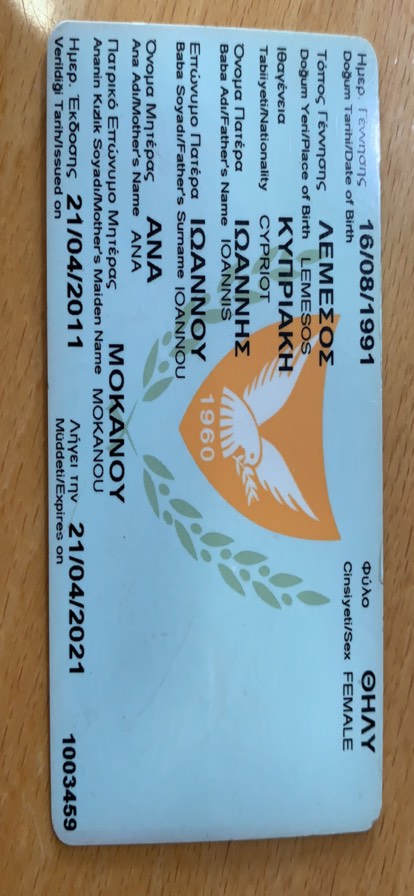 Ημερ. Γεννησης 16/08/1991 Φύλο ΘΗΛΥ
Doğum Tarihi/Date of Birth Cinsiyeti/Sex FEMALE
Τόπος Γέννησης ΛΕΜΕΣΟΣ
Doğum Yeri/Place of Birth LEMESOS
Ιθαγένεια ΚΥΠΡΙΑΚΗ
Tabiiyeti/Nationality CYPRIOT
Όνομα Πατέρα ΙΩΑΝΝΗΣ
Baba Adı/Father's Name IOANNIS
Επώνυμο Πατέρα ΙΩΑΝΝΟΥ
Baba Soyadı/Father's Surname IOANNOU
Όνομα Μητέρας ΑΝΑ
Ana Adı/Mother's Name ANA
Πατρικό Επώνυμο Μητέρας ΜΟΚΑΝΟΥ
Ananin Kızlık Soyadı/Mother's Maiden Name MOKANOU
Ημερ. Έκδοσης 21/04/2011 Λήγει την 21/04/2021
Verildiği Tarih/Issued on Müddeti/Expires on
1003459
1960